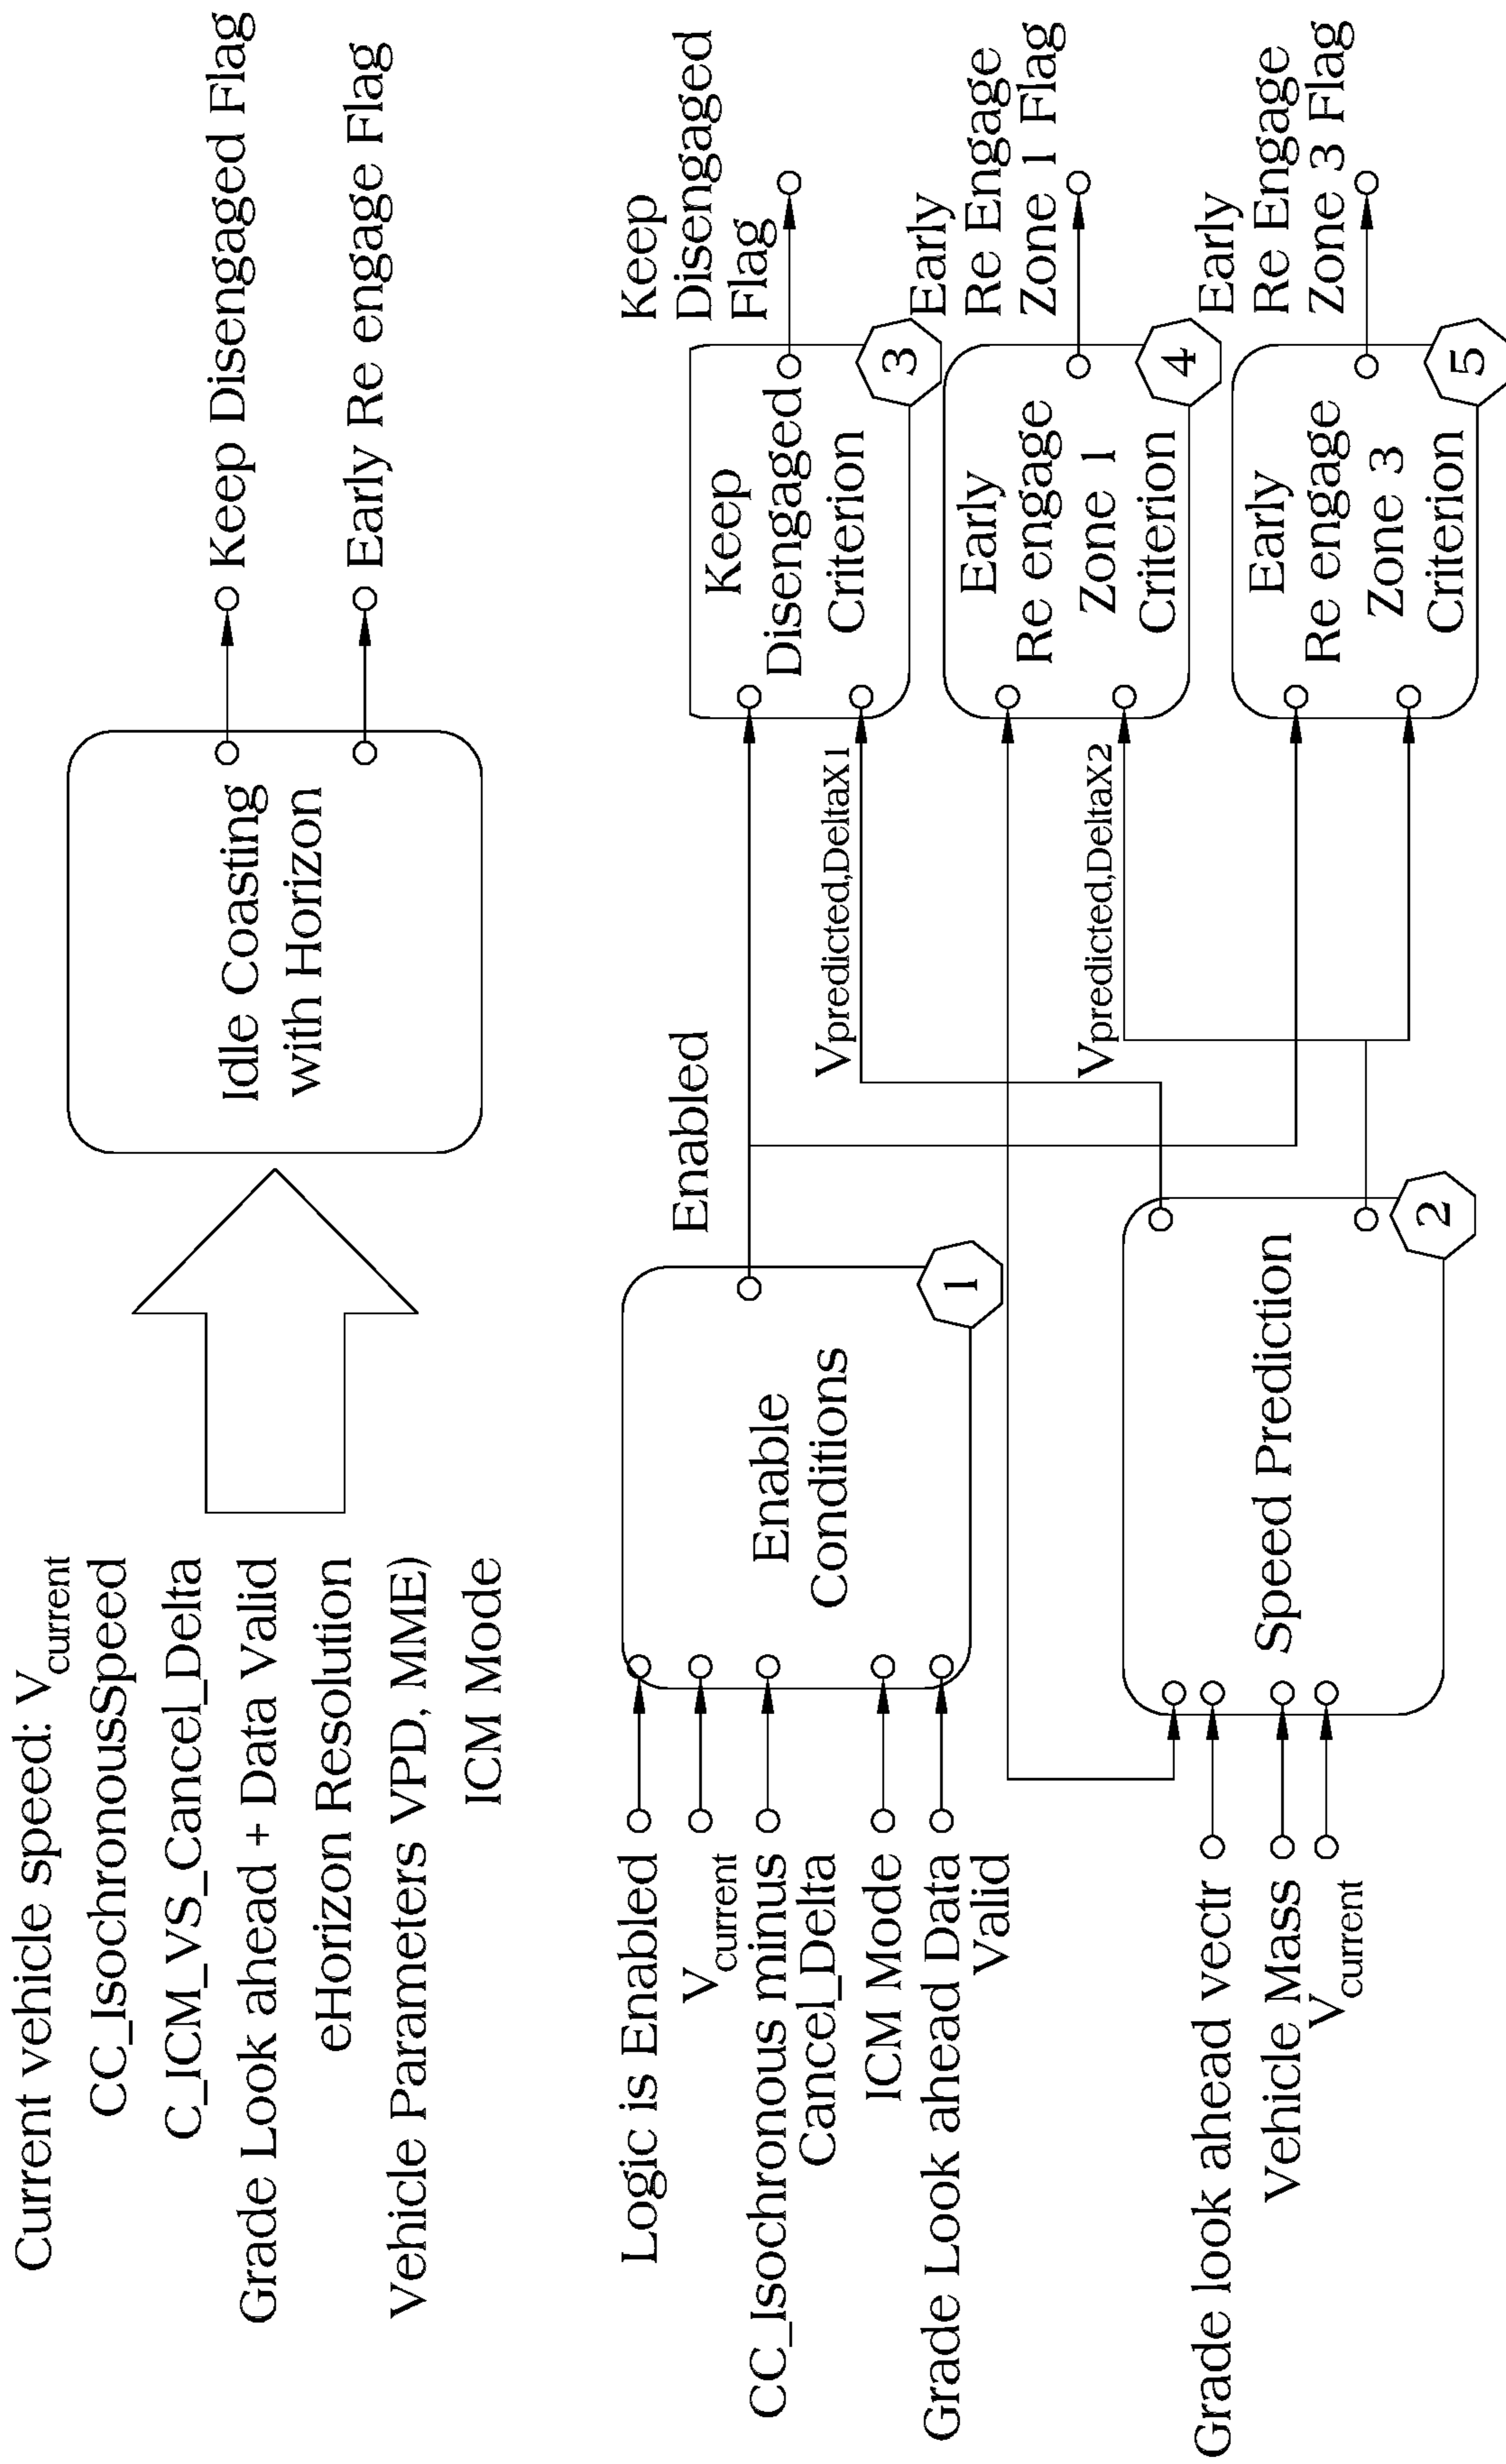 Current vehicle speed: Vcurrent
CC_IsochronousSpeed
C_ICM_VS_Cancel_Delta
Grade Look ahead + Data Valid
eHorizon Resolution
Vehicle Parameters VPD, MME)
ICM Mode
Idle Coasting
with Horizon
Keep Disengaged Flag
Early Re engage Flag
Logic is Enabled
Vcurrent
CC_Isochronous minus
Cancel_Delta
ICM Mode
Grade Look ahead Data
Valid
Enable
Conditions
1
Enabled
Grade look ahead vectr
Vehicle Mass
Vcurrent
Speed Prediction
2
Vpredicted,DeltaX1
Vpredicted,DeltaX2
Keep
Disengaged
Criterion
3
Keep
Disengaged
Flag
Early
Re engage
Zone 1
Criterion
4
Early
Re Engage
Zone 1 Flag
Early
Re engage
Zone 3
Criterion
5
Early
Re Engage
Zone 3 Flag